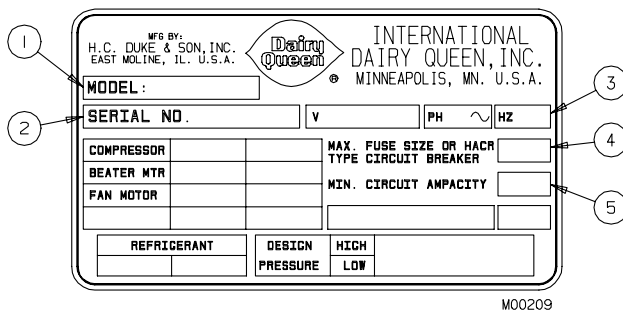 MFG BY:
H.C. DUKE & SON, INC.
EAST MOLINE, IL. U.S.A.
Dairy
Queen
®
INTERNATIONAL
DAIRY QUEEN, INC.
MINNEAPOLIS, MN. U.S.A.
1
MODEL:
2
SERIAL NO.
V
PH ∿
HZ
3
COMPRESSOR
BEATER MTR
FAN MOTOR
MAX. FUSE SIZE OR HACR
TYPE CIRCUIT BREAKER
4
MIN. CIRCUIT AMPACITY
5
REFRIGERANT
DESIGN
PRESSURE
HIGH
LOW
M00209